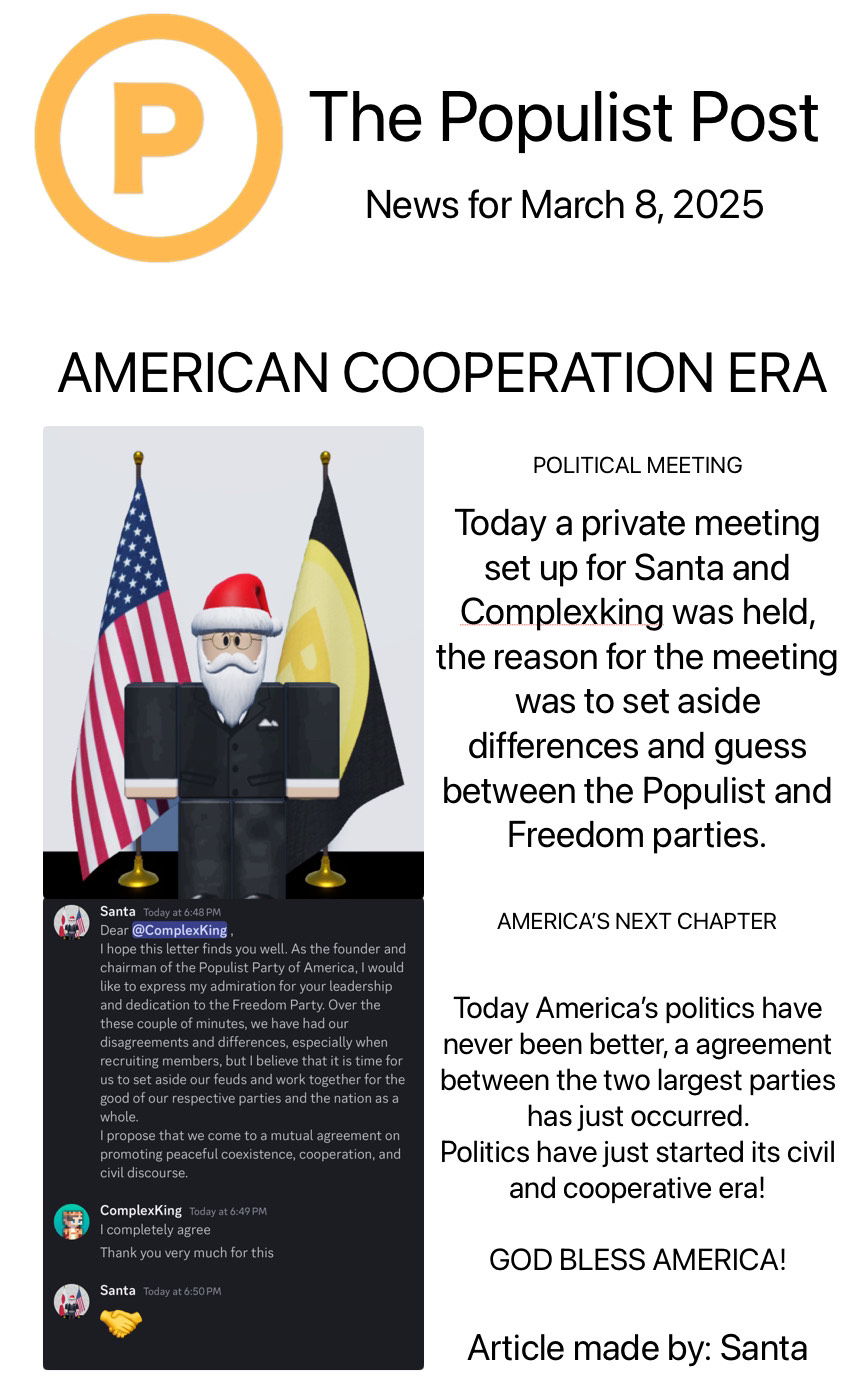 P
The Populist Post
News for March 8, 2025
AMERICAN COOPERATION ERA
POLITICAL MEETING
Today a private meeting
set up for Santa and
Complexking was held,
the reason for the meeting
was to set aside
differences and guess
between the Populist and
Freedom parties.
AMERICA’S NEXT CHAPTER
Today America’s politics have
never been better, a agreement
between the two largest parties
has just occurred.
Politics have just started its civil
and cooperative era!
GOD BLESS AMERICA!
Article made by: Santa
P
Santa Today at 6:48 PM
Dear @ComplexKing ,
I hope this letter finds you well. As the founder and
chairman of the Populist Party of America, I would
like to express my admiration for your leadership
and dedication to the Freedom Party. Over the
these couple of minutes, we have had our
disagreements and differences, especially when
recruiting members, but I believe that it is time for
us to set aside our feuds and work together for the
good of our respective parties and the nation as a
whole.
I propose that we come to a mutual agreement on
promoting peaceful coexistence, cooperation, and
civil discourse.
ComplexKing Today at 6:49 PM
I completely agree
Thank you very much for this
Santa Today at 6:50 PM